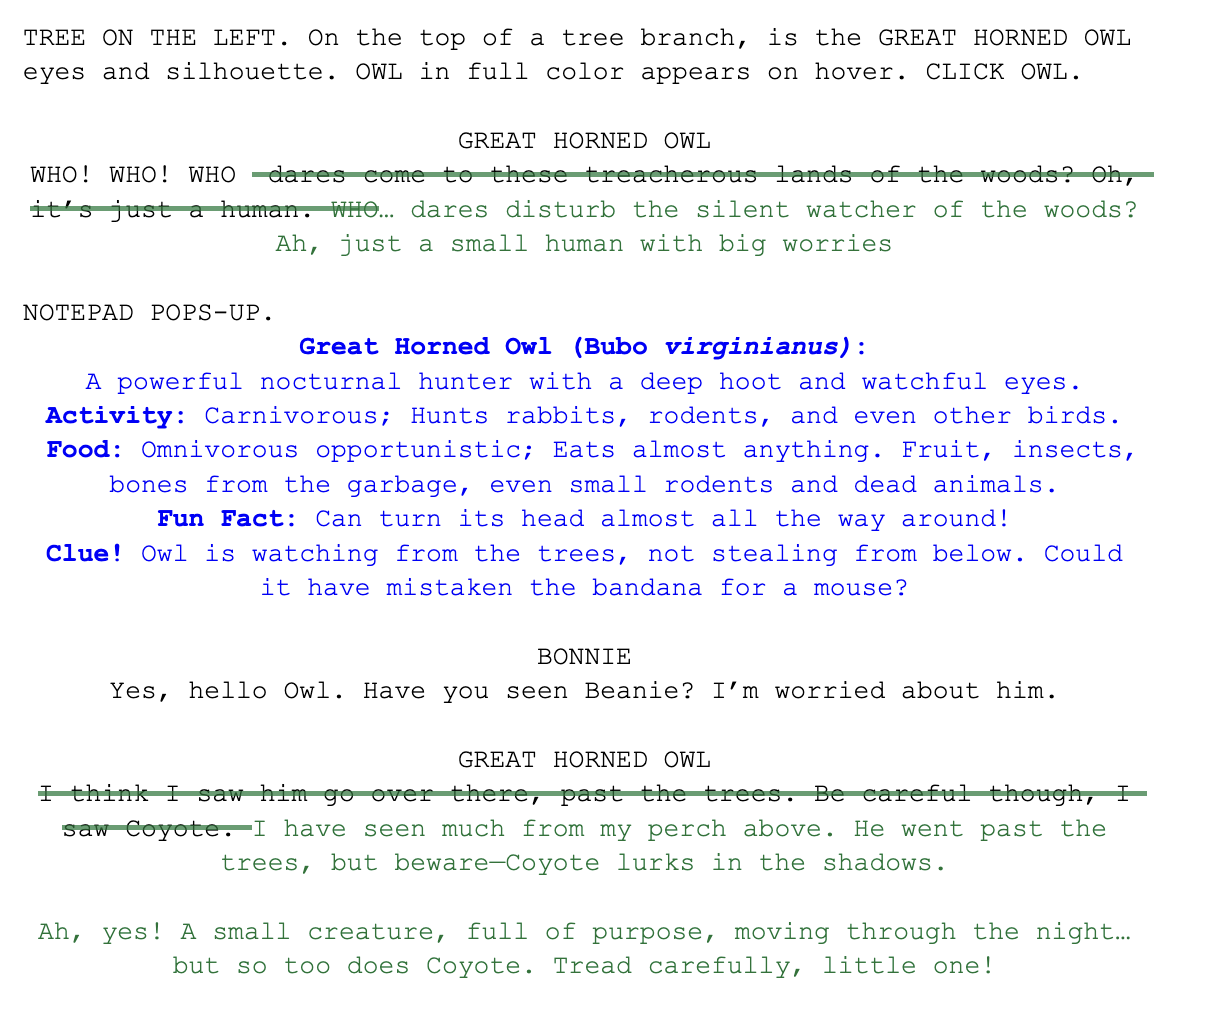 TREE ON THE LEFT. On the top of a tree branch, is the GREAT HORNED OWL
eyes and silhouette. OWL in full color appears on hover. CLICK OWL.
GREAT HORNED OWL
WHO! WHO! WHO dares come to these treacherous lands of the woods? Oh,
it’s just a human. WHO… dares disturb the silent watcher of the woods?
Ah, just a small human with big worries
NOTEPAD POPS-UP.
Great Horned Owl (Bubo virginianus):
A powerful nocturnal hunter with a deep hoot and watchful eyes.
Activity: Carnivorous; Hunts rabbits, rodents, and even other birds.
Food: Omnivorous opportunistic; Eats almost anything. Fruit, insects,
bones from the garbage, even small rodents and dead animals.
Fun Fact: Can turn its head almost all the way around!
Clue! Owl is watching from the trees, not stealing from below. Could
it have mistaken the bandana for a mouse?
BONNIE
Yes, hello Owl. Have you seen Beanie? I’m worried about him.
GREAT HORNED OWL
I think I saw him go over there, past the trees. Be careful though, I
saw Coyote. I have seen much from my perch above. He went past the
trees, but beware—Coyote lurks in the shadows.
Ah, yes! A small creature, full of purpose, moving through the night…
but so too does Coyote. Tread carefully, little one!